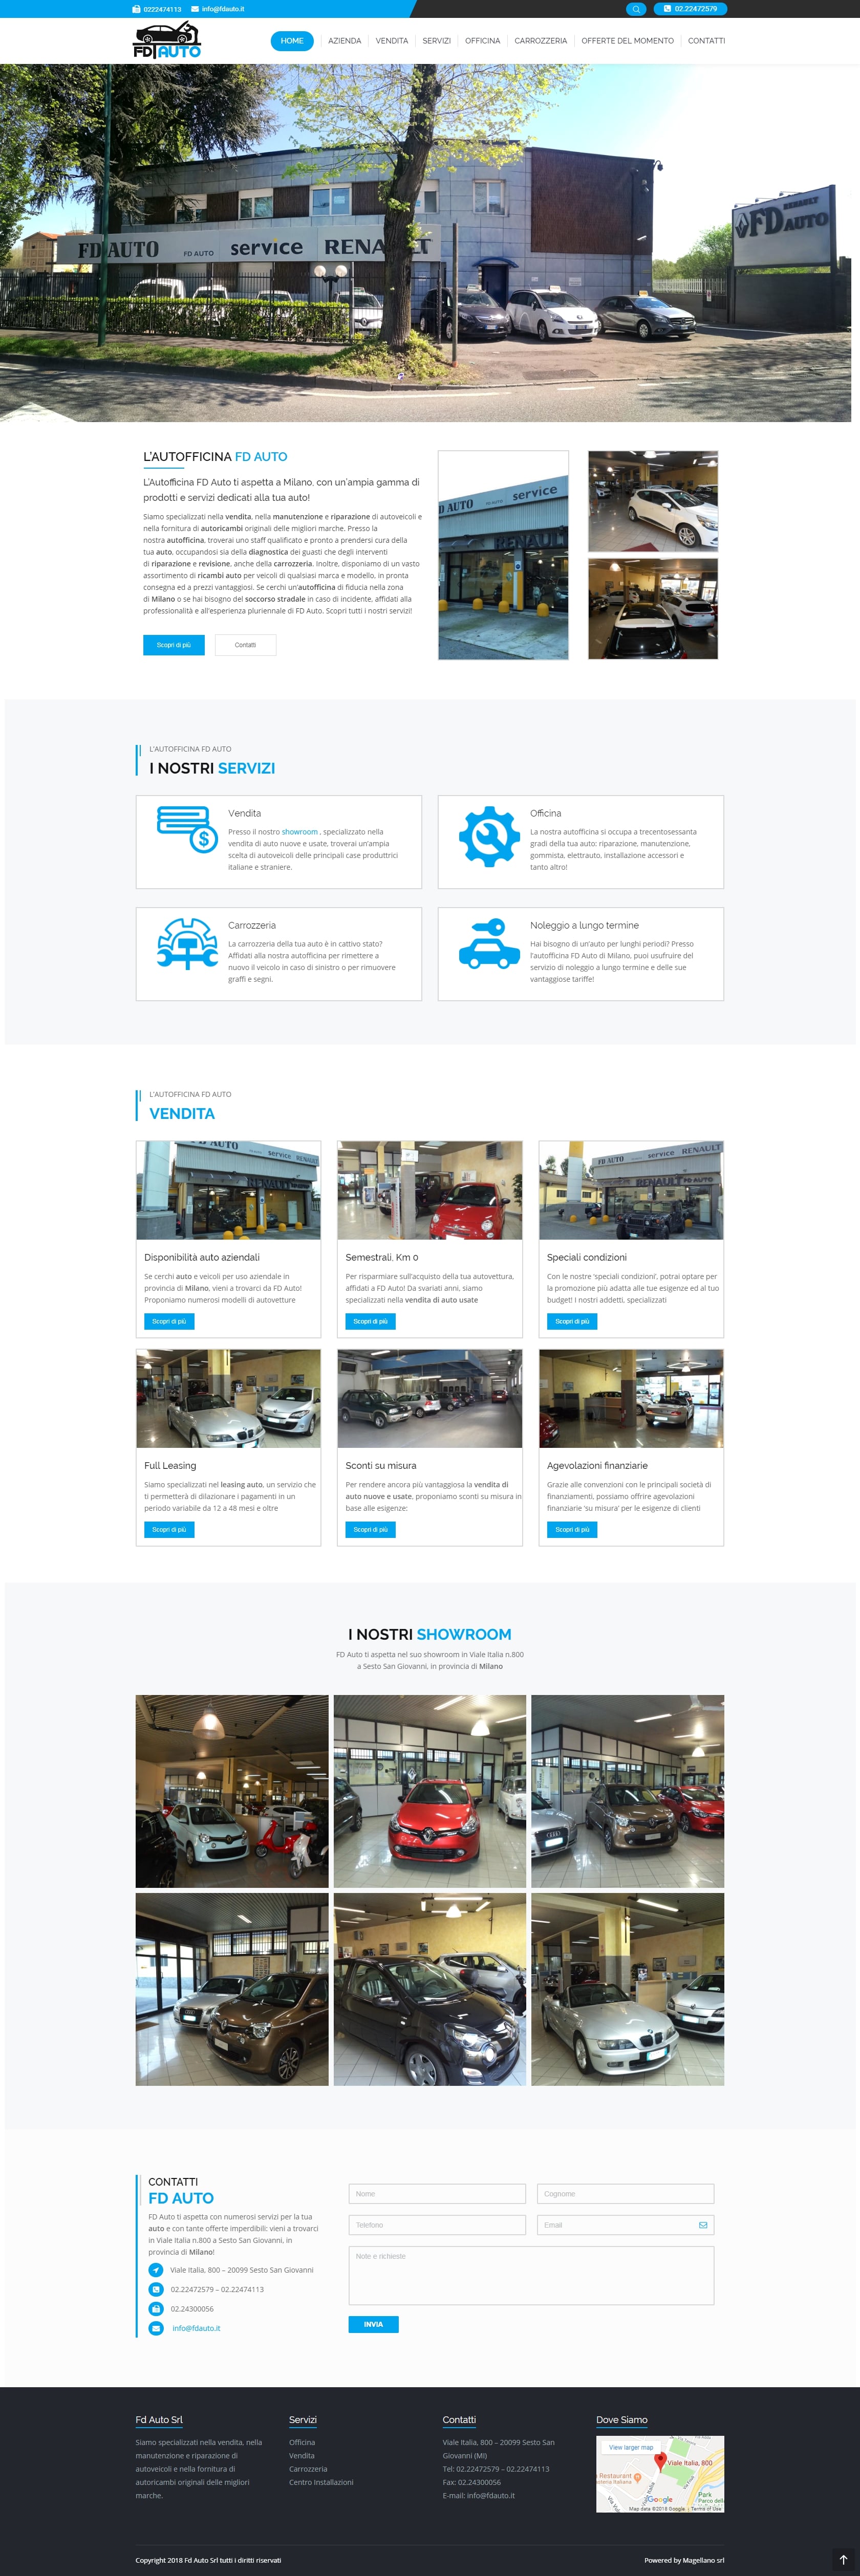 0222474113 info@fdauto.it 02.22472579
FD AUTO
HOME AZIENDA VENDITA SERVIZI OFFICINA CARROZZERIA OFFERTE DEL MOMENTO CONTATTI
FD AUTO FD AUTO service RENAULT
RENAULT
FD AUTO
L'AUTOFFICINA FD AUTO
L'Autofficina FD Auto ti aspetta a Milano, con un'ampia gamma di
prodotti e servizi dedicati alla tua auto!
Siamo specializzati nella vendita, nella manutenzione e riparazione di autoveicoli e
nella fornitura di autoricambi originali delle migliori marche. Presso la
nostra autofficina, troverai uno staff qualificato e pronto a prendersi cura della
tua auto, occupandosi sia della diagnostica dei guasti che degli interventi
di riparazione e revisione, anche della carrozzeria. Inoltre, disponiamo di un vasto
assortimento di ricambi auto per veicoli di qualsiasi marca e modello, in pronta
consegna ed a prezzi vantaggiosi. Se cerchi un'autofficina di fiducia nella zona
di Milano o se hai bisogno del soccorso stradale in caso di incidente, affidati alla
professionalità e all'esperienza pluriennale di FD Auto. Scopri tutti i nostri servizi!
Scopri di più Contatti
D AUTO FD AUTO service
RENAULT
L'AUTOFFICINA FD AUTO
I NOSTRI SERVIZI
Vendita
Presso il nostro showroom , specializzato nella
vendita di auto nuove e usate, troverai un'ampia
scelta di autoveicoli delle principali case produttrici
italiane e straniere.
Officina
La nostra autofficina si occupa a trecentosessanta
gradi della tua auto: riparazione, manutenzione,
gommista, elettrauto, installazione accessori e
tanto altro!
Carrozzeria
La carrozzeria della tua auto è in cattivo stato?
Affidati alla nostra autofficina per rimettere a
nuovo il veicolo in caso di sinistro o per rimuovere
graffi e segni.
Noleggio a lungo termine
Hai bisogno di un'auto per lunghi periodi? Presso
l'autofficina FD Auto di Milano, puoi usufruire del
servizio di noleggio a lungo termine e delle sue
vantaggiose tariffe!
L'AUTOFFICINA FD AUTO
VENDITA
FD AUTO service RENAULT
RENAULT
FD AUTO service RENAULT
RENAULT FD AUTO
Disponibilità auto aziendali
Se cerchi auto e veicoli per uso aziendale in
provincia di Milano, vieni a trovarci da FD Auto!
Proponiamo numerosi modelli di autovetture
Scopri di più
Semestrali, Km 0
Per risparmiare sull'acquisto della tua autovettura,
affidati a FD Auto! Da svariati anni, siamo
specializzati nella vendita di auto usate
Scopri di più
Speciali condizioni
Con le nostre 'speciali condizioni', potrai optare per
la promozione più adatta alle tue esigenze ed al tuo
budget! I nostri addetti, specializzati
Scopri di più
Full Leasing
Siamo specializzati nel leasing auto, un servizio che
ti permetterà di dilazionare i pagamenti in un
periodo variabile da 12 a 48 mesi e oltre
Scopri di più
Sconti su misura
Per rendere ancora più vantaggiosa la vendita di
auto nuove e usate, proponiamo sconti su misura in
base alle esigenze:
Scopri di più
Agevolazioni finanziarie
Grazie alle convenzioni con le principali società di
finanziamenti, possiamo offrire agevolazioni
finanziarie 'su misura' per le esigenze di clienti
Scopri di più
I NOSTRI SHOWROOM
FD Auto ti aspetta nel suo showroom in Viale Italia n.800
a Sesto San Giovanni, in provincia di Milano
CONTATTI
FD AUTO
FD Auto ti aspetta con numerosi servizi per la tua
auto e con tante offerte imperdibili: vieni a trovarci
in Viale Italia n.800 a Sesto San Giovanni, in
provincia di Milano!
Viale Italia, 800 – 20099 Sesto San Giovanni
02.22472579 – 02.22474113
02.24300056
info@fdauto.it
Nome Cognome
Telefono Email
Note e richieste
INVIA
Fd Auto Srl
Siamo specializzati nella vendita, nella
manutenzione e riparazione di
autoveicoli e nella fornitura di
autoricambi originali delle migliori
marche.
Servizi
Officina
Vendita
Carrozzeria
Centro Installazioni
Contatti
Viale Italia, 800 – 20099 Sesto San
Giovanni (MI)
Tel: 02.22472579 – 02.22474113
Fax: 02.24300056
E-mail: info@fdauto.it
Dove Siamo
View larger map
Viale Italia, 800
Restaurant
Italiana
Viale Italia
Park
Google
Map data ©2018 Google Terms of Use
Copyright 2018 Fd Auto Srl tutti i diritti riservati Powered by Magellano srl